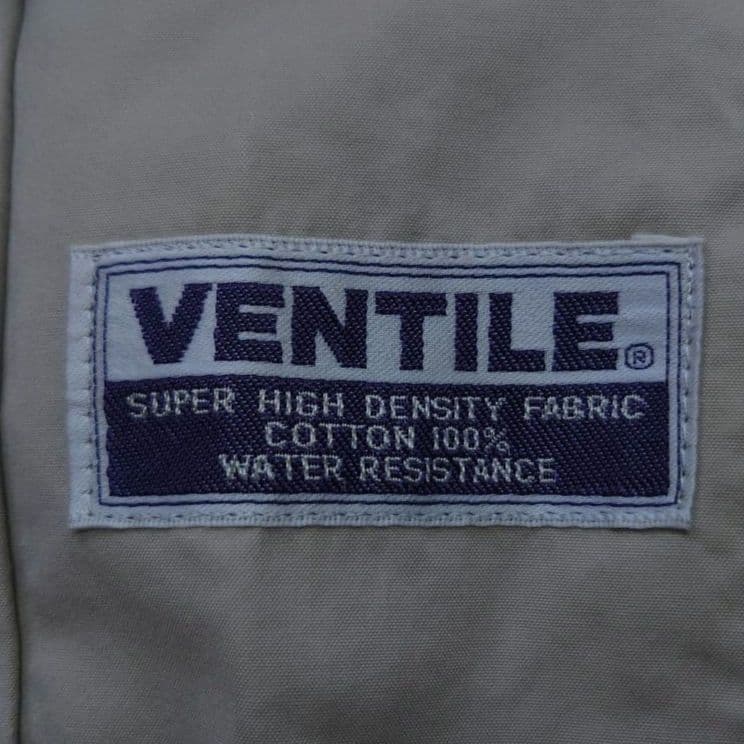 VENTILE®
SUPER HIGH DENSITY FABRIC
COTTON 100%
WATER RESISTANCE